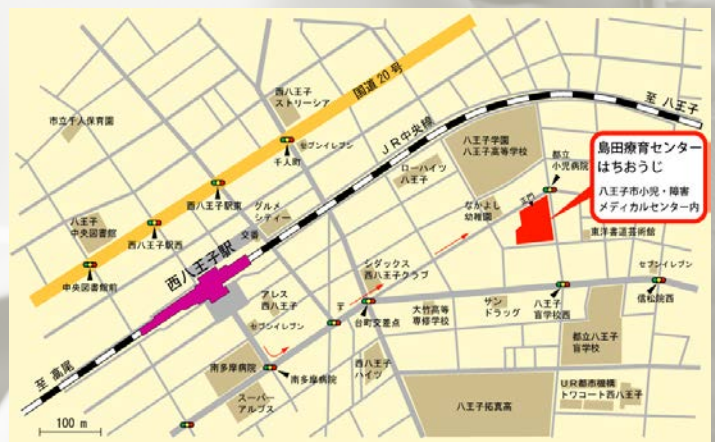 西八王子
ストリーシア
国道20号
至 八王子
市立千人保育園
セブンイレブン
千人町
JR中央線
八王子学園
八王子高等学校
都立
小児病院
島田療育センター
はちおうじ
八王子市小児・障害
メディカルセンター内
ローハイツ
八王子
西八王子駅東
グルメ
シティー
なかよし
幼稚園
正門
八王子
中央図書館
西八王子駅西
交番
東洋書道芸術館
西八王子駅
シダックス
西八王子クラブ
セブンイレブン
中央図書館前
アレス
西八王子
〒
大竹高等
専修学校
サン
ドラッグ
八王子
盲学校西
信松院西
セブンイレブン
台町交差点
都立八王子
盲学校
至 高尾
南多摩病院
南多摩病院
西八王子
ハイツ
UR都市機構
トワコート西八王子
スーパー
アルプス
八王子拓真高
100 m